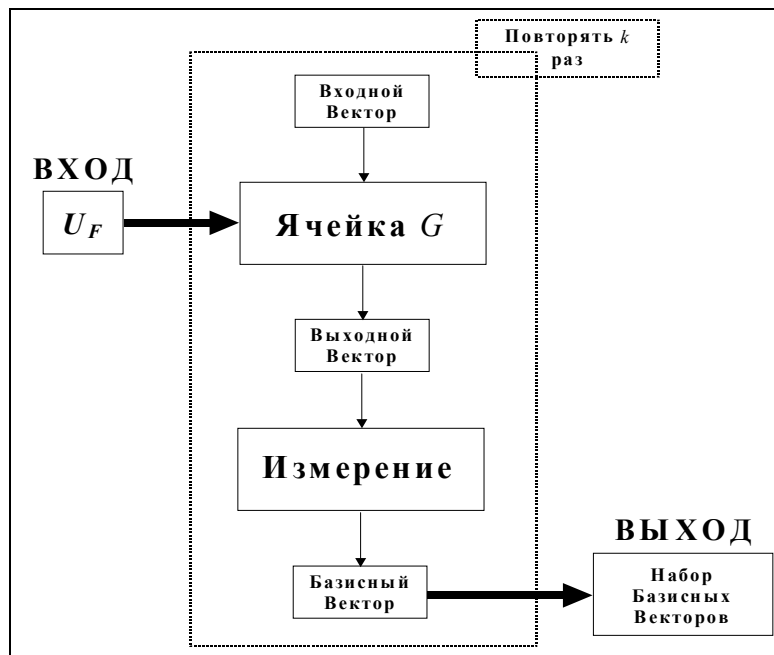 Повторять k
раз
Входной
Вектор
ВХОД
U_F
Ячейка G
Выходной
Вектор
Измерение
ВЫХОД
Базисный
Вектор
Набор
Базисных
Векторов